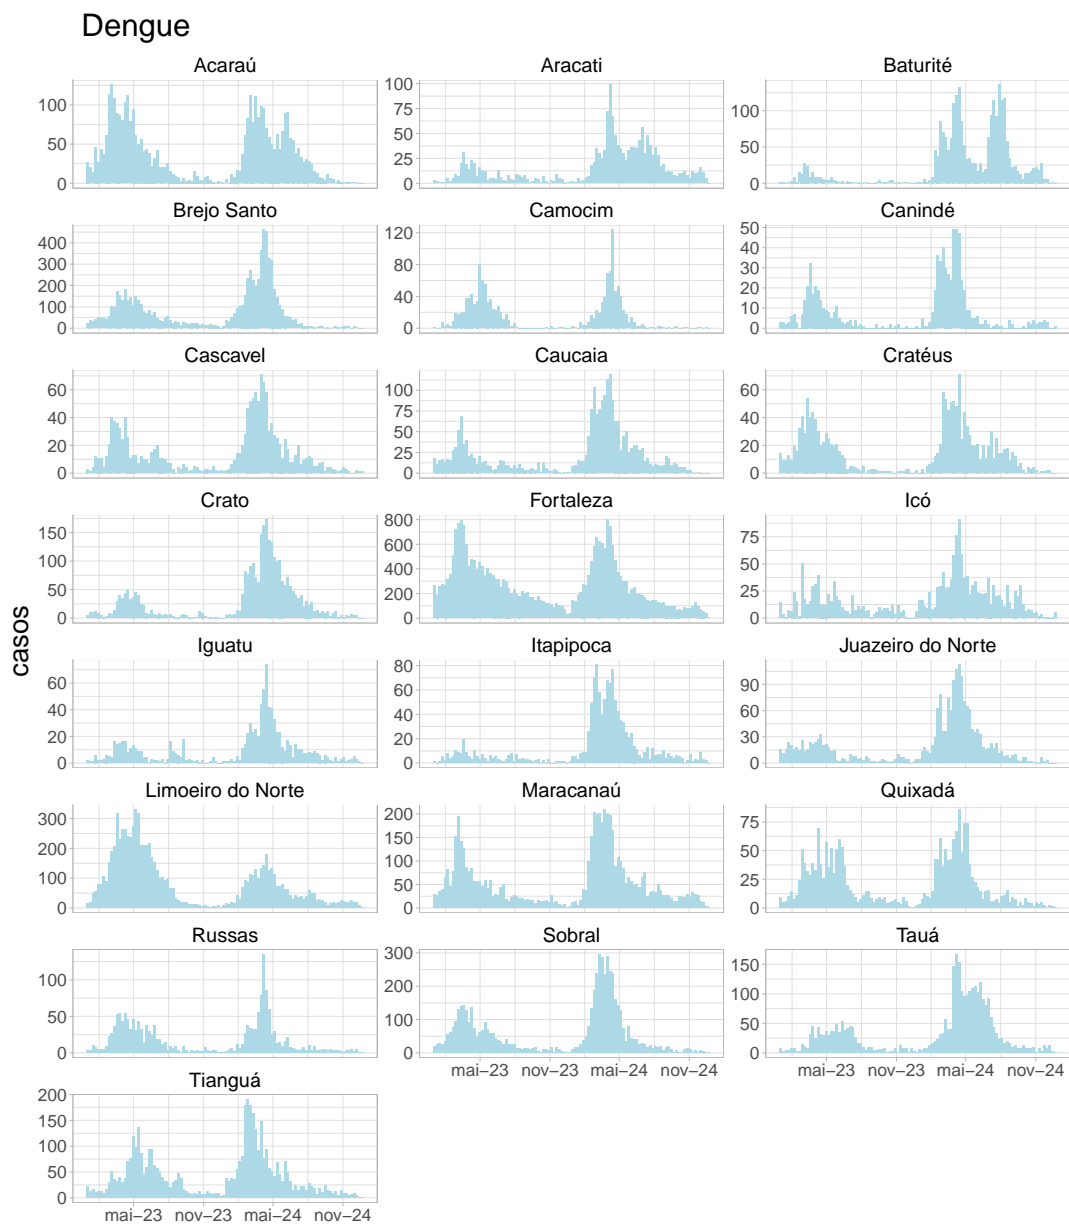 Dengue
Acaraú Aracati Baturité
100 50 0
100 75 50 25 0
100 50 0
Brejo Santo Camocim Canindé
400 300 200 100 0
120 80 40 0
50 40 30 20 10 0
Cascavel Caucaia Cratéus
60 40 20 0
100 75 50 25 0
60 40 20 0
Crato Fortaleza Icó
150 100 50 0
800 600 400 200 0
75 50 25 0
casos
Iguatu Itapipoca Juazeiro do Norte
60 40 20 0
80 60 40 20 0
90 60 30 0
Limoeiro do Norte Maracanaú Quixadá
300 200 100 0
200 150 100 50 0
75 50 25 0
Russas Sobral Tauá
100 50 0
300 200 100 0
150 100 50 0
mai−23 nov−23 mai−24 nov−24 mai−23 nov−23 mai−24 nov−24
Tianguá
200 150 100 50 0
mai−23 nov−23 mai−24 nov−24